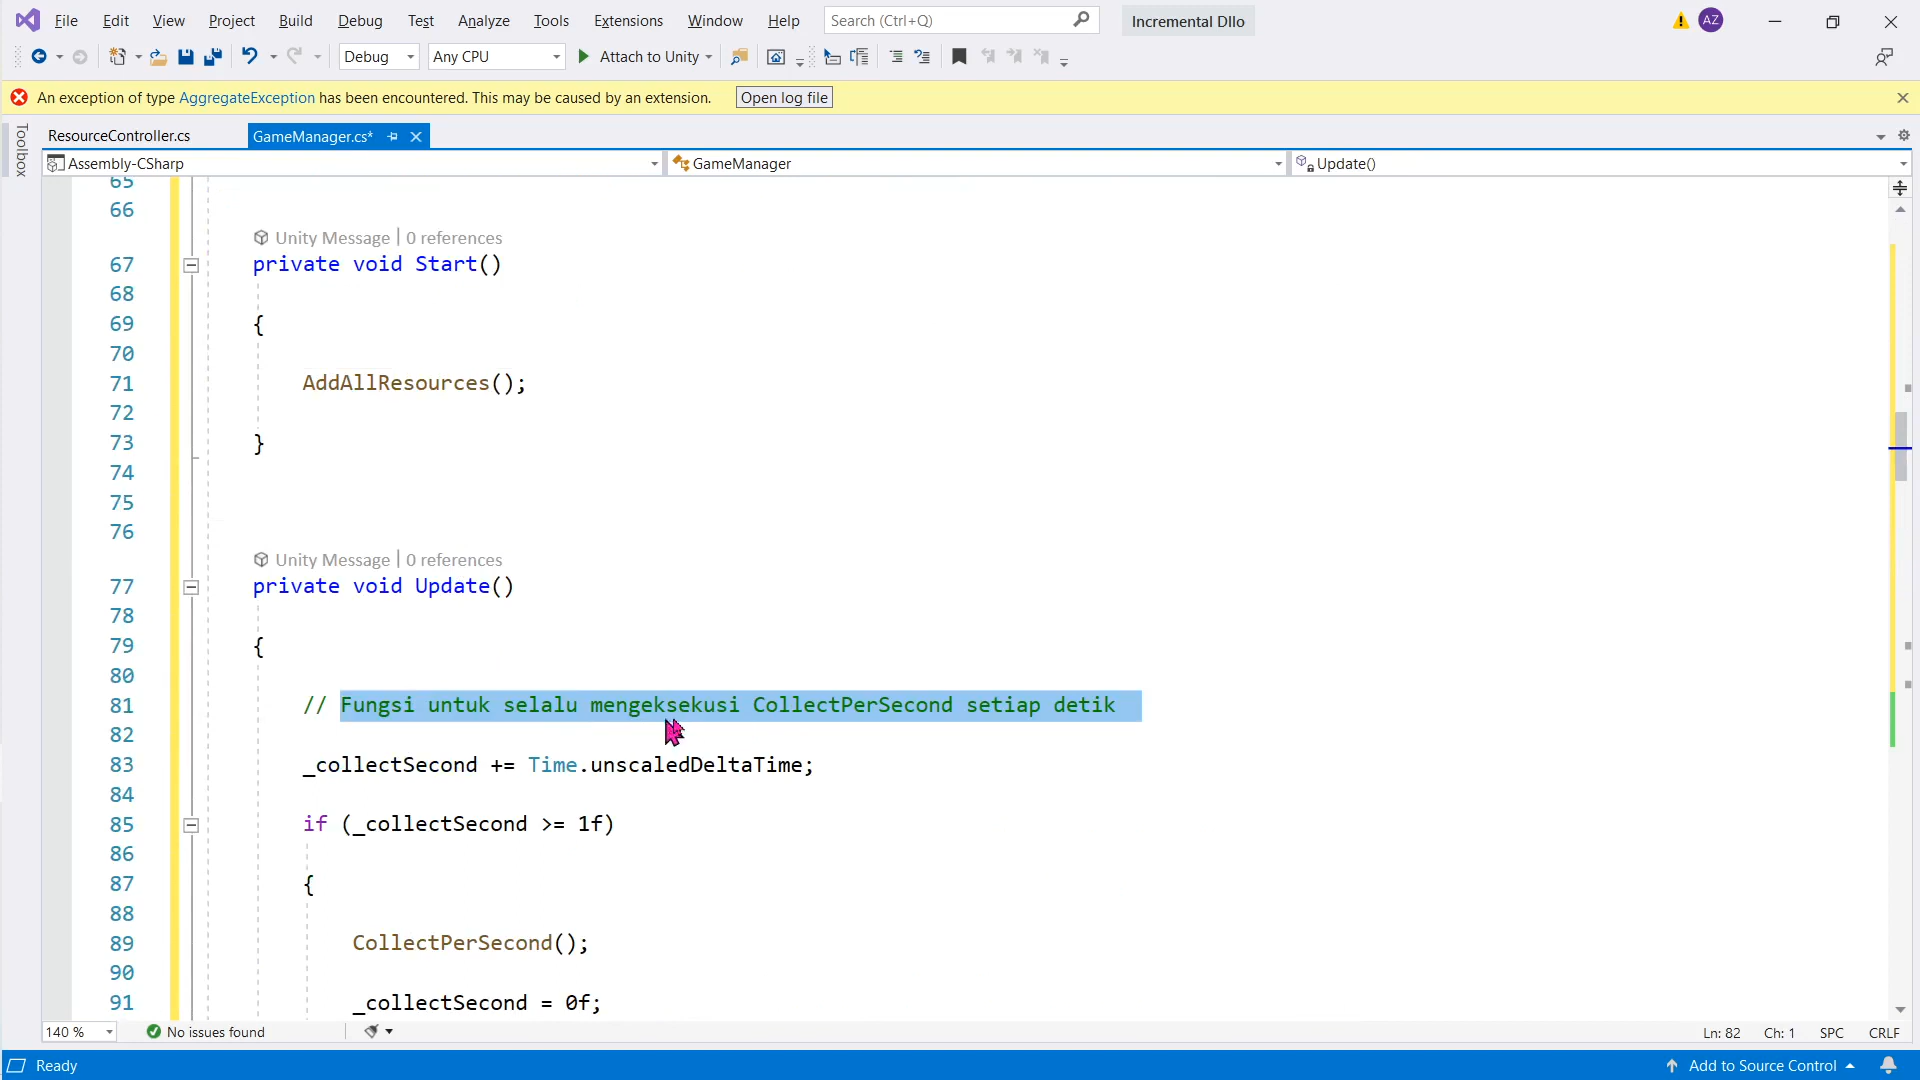 File Edit View Project Build Debug Test Analyze Tools Extensions Window Help Search (Ctrl+Q) Incremental Dllo AZ
Debug Any CPU Attach to Unity
An exception of type AggregateException has been encountered. This may be caused by an extension. Open log file
Toolbox
ResourceController.cs GameManager.cs*
Assembly-CSharp GameManager Update()
65
66
Unity Message | 0 references
67 private void Start()
68
69 {
70
71 AddAllResources();
72
73 }
74
75
76
Unity Message | 0 references
77 private void Update()
78
79 {
80
81 // Fungsi untuk selalu mengeksekusi CollectPerSecond setiap detik
82
83 _collectSecond += Time.unscaledDeltaTime;
84
85 if (_collectSecond >= 1f)
86
87 {
88
89 CollectPerSecond();
90
91 _collectSecond = 0f;
140 % No issues found Ln: 82 Ch: 1 SPC CRLF
Ready Add to Source Control